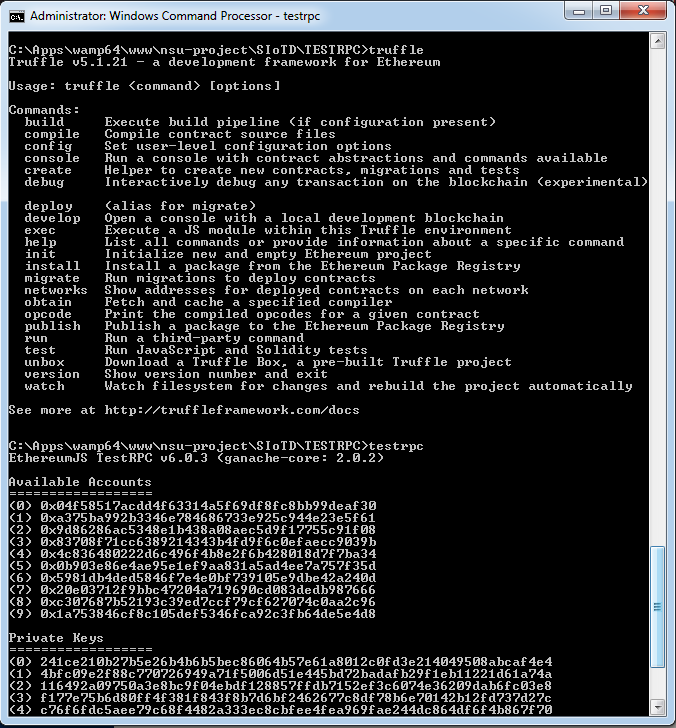 Administrator: Windows Command Processor - testrpc
C:\Apps\wamp64\www\nsu-project\SIoTD\TESTRPC>truffle
Truffle v5.1.21 - a development framework for Ethereum
Usage: truffle <command> [options]
Commands:
build Execute build pipeline (if configuration present)
compile Compile contract source files
config Set user-level configuration options
console Run a console with contract abstractions and commands available
create Helper to create new contracts, migrations and tests
debug Interactively debug any transaction on the blockchain (experimental)
deploy (alias for migrate)
develop Open a console with a local development blockchain
exec Execute a JS module within this Truffle environment
help List all commands or provide information about a specific command
init Initialize new and empty Ethereum project
install Install a package from the Ethereum Package Registry
migrate Run migrations to deploy contracts
networks Show addresses for deployed contracts on each network
obtain Fetch and cache a specified compiler
opcode Print the compiled opcodes for a given contract
publish Publish a package to the Ethereum Package Registry
run Run a third-party command
test Run JavaScript and Solidity tests
unbox Download a Truffle Box, a pre-built Truffle project
version Show version number and exit
watch Watch filesystem for changes and rebuild the project automatically
See more at http://truffleframework.com/docs
C:\Apps\wamp64\www\nsu-project\SIoTD\TESTRPC>testrpc
EthereumJS TestRPC v6.0.3 (ganache-core: 2.0.2)
Available Accounts
==================
(0) 0x04f58517acdd4f63314a5f69df8fc8bb99deaf30
(1) 0xa375ba992b3346e784686733e925c944e23e5f61
(2) 0x9d86286ac5348e1b438a08aec5d9f17755c91f08
(3) 0x83708f71cc6389214343b4fd9f6c0efaecc9039b
(4) 0x4c836480222d6c496f4b8e2f6b428018d7f7ba34
(5) 0x0b903e86e4ae95e1ef9aa831a5ad4ee7a757f35d
(6) 0x5981db4ded5846f7e4e0bf739105e9dbe42a240d
(7) 0x20e03712f9bbc47204a719690cd083dedb987666
(8) 0xc307687b52193c39ed7ccf79cf627074c0aa2c96
(9) 0x1a753846cf8c105def5346fca92c3fb64de5e4d8
Private Keys
==================
(0) 241ce210b27b5e26b4b6b5bec86064b57e61a8012c0fd3e214049508abcaf4e4
(1) 4bfc09e2f88c770726949a71f5006d51e445bd72badafb29f1eb11221d61a74a
(2) 116492a09750a3e8bc9f04ebdf128857ffdb7152ef3c6074e36209dab6fc03e8
(3) f177e75b6d80ff4f381f843f8b7d6bf2462677c8df78b6e70142b12fd737d27c
(4) c76f6fdc5aee79c68f4482a333ec8cbfee4fea969fae244dc864df6f4b867f70